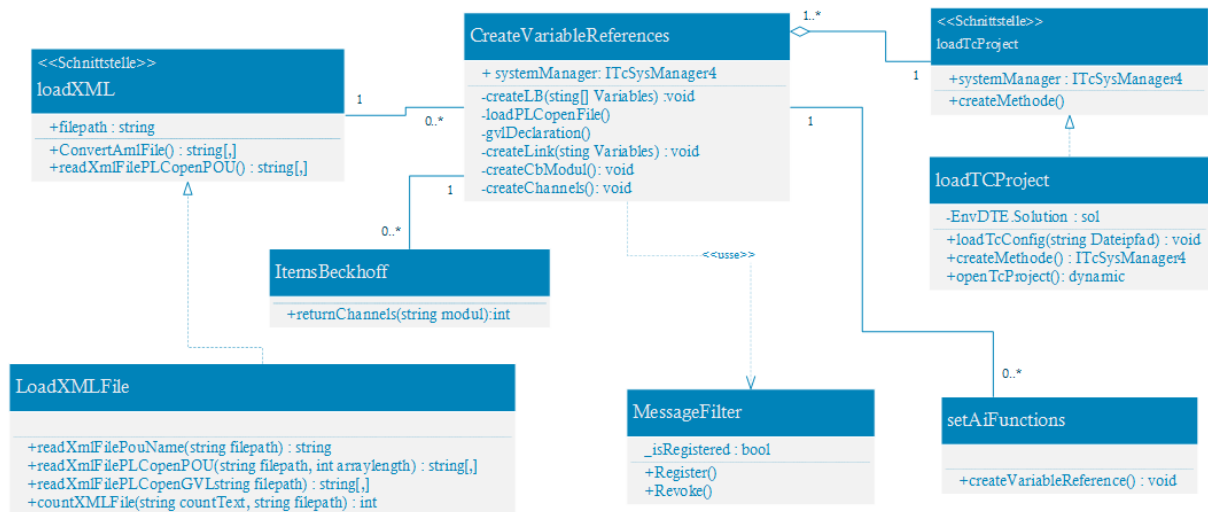 <<Schnittstelle>>
loadXML
+filepath : string
+ConvertAmlFile() : string[,]
+readXmlFilePLCopenPOU() : string[,]
1
0..*
CreateVariableReferences
+ systemManager: ITcSysManager4
-createLB(sting[] Variables) :void
-loadPLCopenFile()
-gvlDeclaration()
-createLink(sting Variables) : void
-createCbModul(): void
-createChannels(): void
1..*
1
<<Schnittstelle>>
loadTcProject
+systemManager : ITcSysManager4
+createMethode()
loadTCProject
-EnvDTE.Solution : sol
+loadTcConfig(string Dateipfad) : void
+createMethode() : ITcSysManager4
+openTcProject(): dynamic
1
0..*
ItemsBeckhoff
+returnChannels(string modul):int
<<usse>>
1
0..*
LoadXMLFile
+readXmlFilePouName(string filepath) : string
+readXmlFilePLCopenPOU(string filepath, int arraylength) : string[,]
+readXmlFilePLCopenGVLstring filepath) : string[,]
+countXMLFile(string countText, string filepath) : int
MessageFilter
_isRegistered : bool
+Register()
+Revoke()
setAiFunctions
+createVariableReference() : void